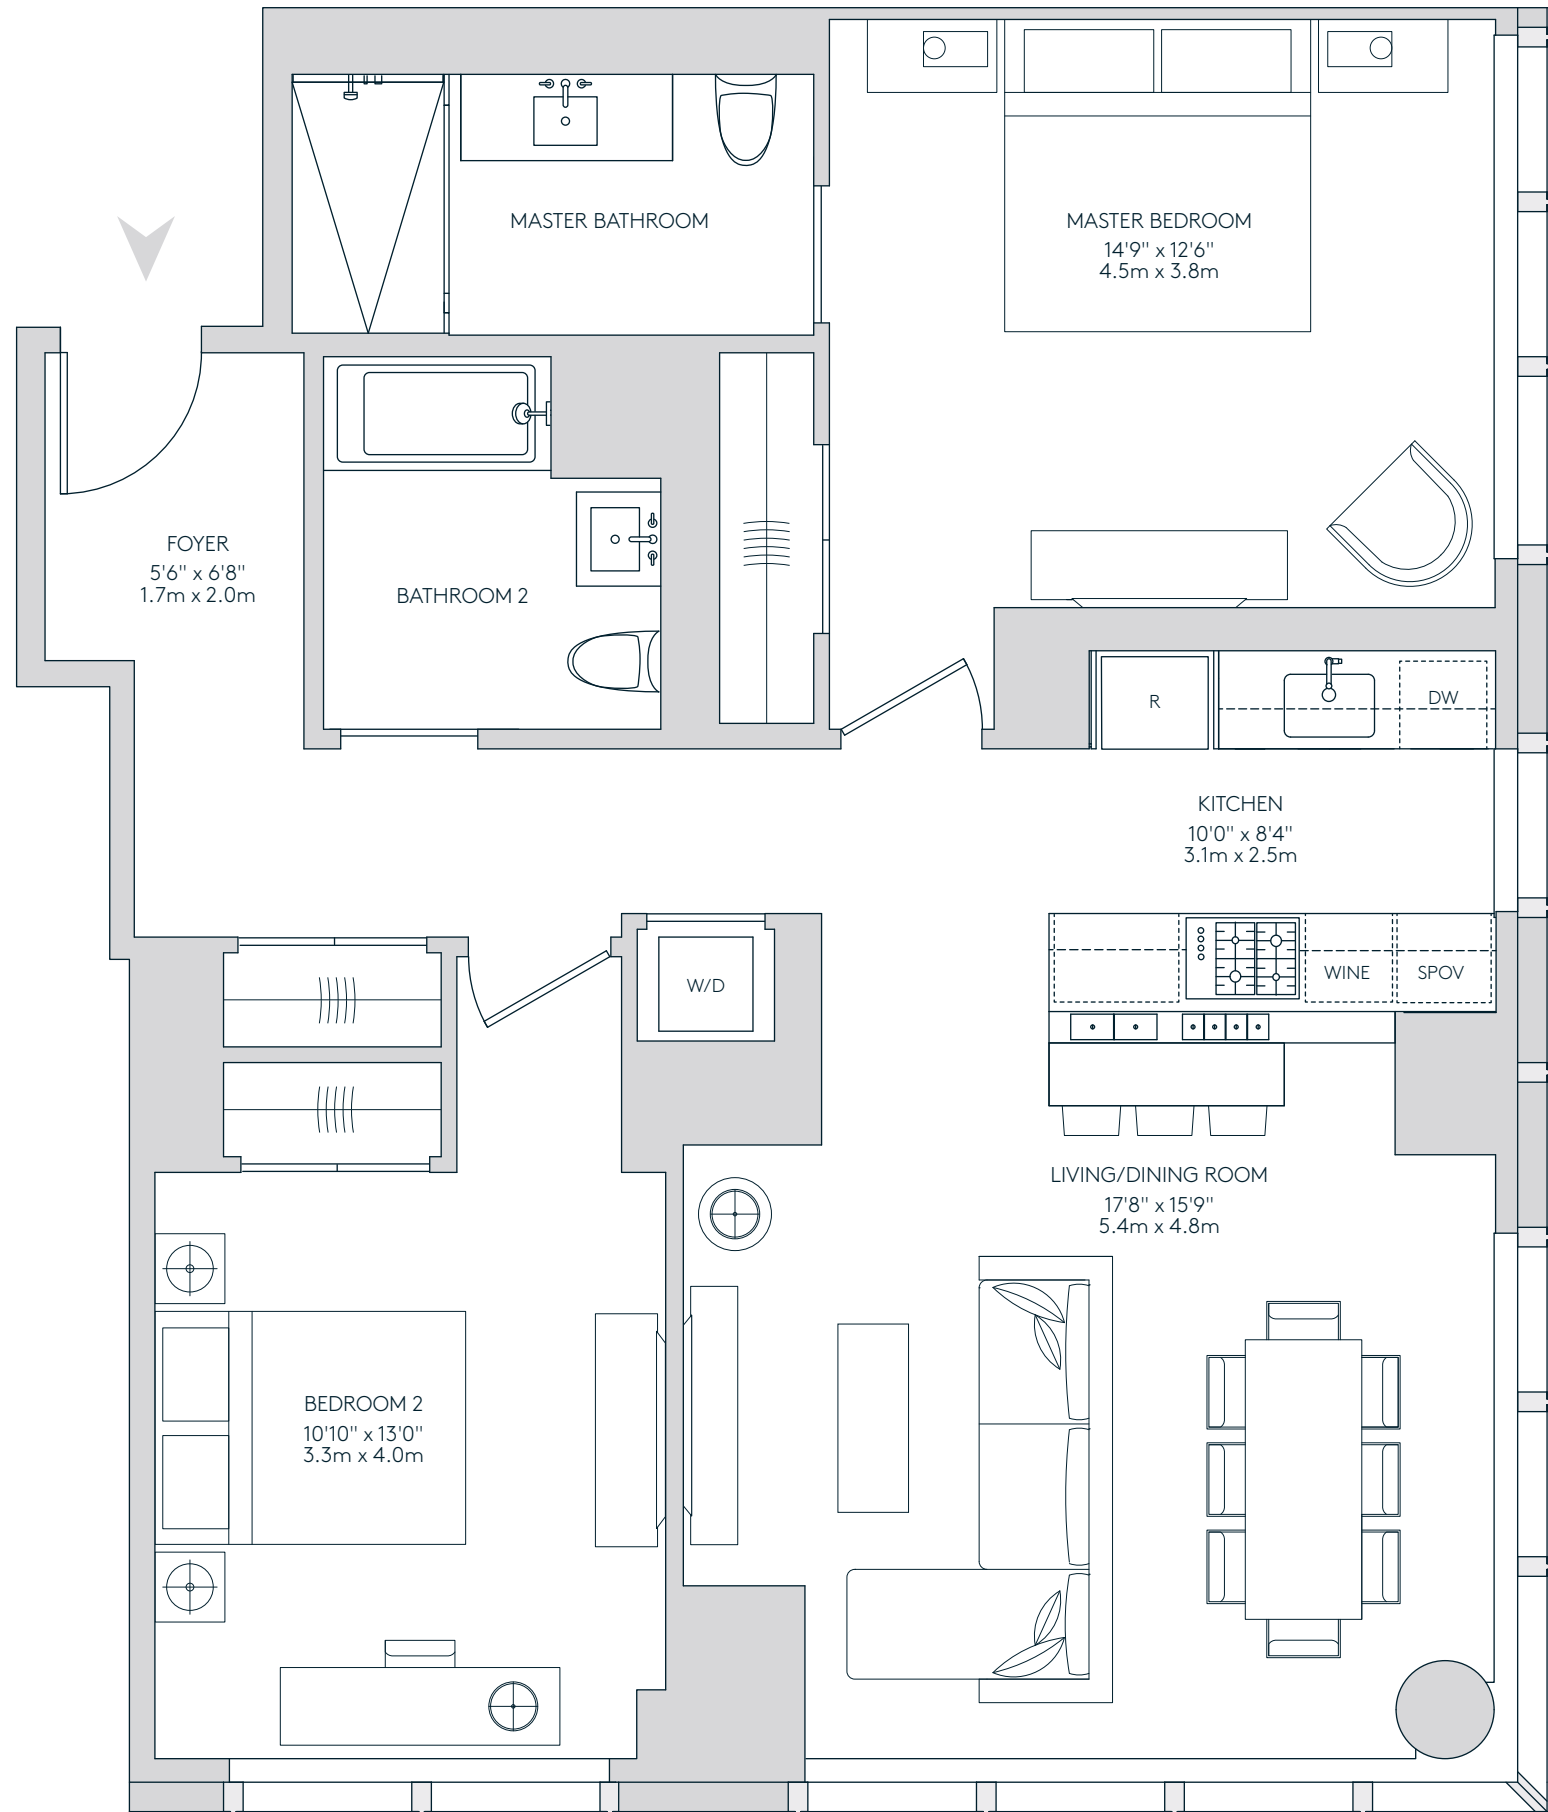 MASTER BATHROOM
MASTER BEDROOM
14'9" x 12'6"
4.5m x 3.8m
FOYER
5'6" x 6'8"
1.7m x 2.0m
BATHROOM 2
R
DW
KITCHEN
10'0" x 8'4"
3.1m x 2.5m
W/D
WINE
SPOV
LIVING/DINING ROOM
17'8" x 15'9"
5.4m x 4.8m
BEDROOM 2
10'10" x 13'0"
3.3m x 4.0m